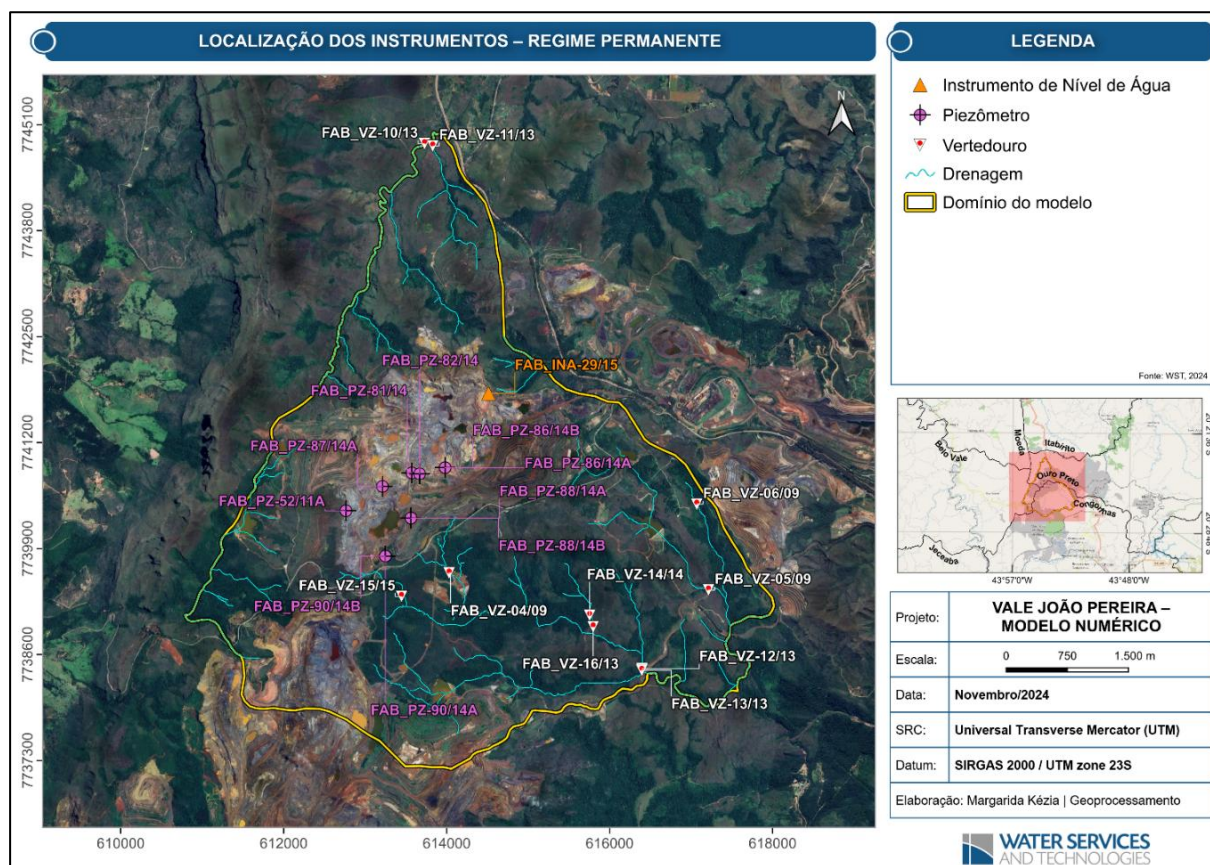 LOCALIZAÇÃO DOS INSTRUMENTOS – REGIME PERMANENTE
N
7745100
7743800
7742500
7741200
7739900
7738600
7737300
610000
612000
614000
616000
618000
FAB_VZ-10/13
FAB_VZ-11/13
FAB_PZ-82/14
FAB_INA-29/15
FAB_PZ-81/14
FAB_PZ-87/14A
FAB_PZ-86/14B
FAB_PZ-86/14A
FAB_PZ-52/11A
FAB_PZ-88/14A
FAB_VZ-06/09
FAB_PZ-88/14B
FAB_VZ-14/14
FAB_VZ-15/15
FAB_VZ-05/09
FAB_PZ-90/14B
FAB_VZ-04/09
FAB_VZ-16/13
FAB_VZ-12/13
FAB_VZ-13/13
FAB_PZ-90/14A
LEGENDA
Instrumento de Nível de Água
Piezômetro
Vertedouro
Drenagem
Domínio do modelo
Fonte: WST, 2024
Belo Vale
Moeda
Itabirito
Ouro Preto
Congonhas
Jeceaba
43°57'0"W
43°48'0"W
Projeto:
VALE JOÃO PEREIRA –
MODELO NUMÉRICO
Escala:
0 750 1.500 m
Data:
Novembro/2024
SRC:
Universal Transverse Mercator (UTM)
Datum:
SIRGAS 2000 / UTM zone 23S
Elaboração: Margarida Kézia | Geoprocessamento
WATER SERVICES
AND TECHNOLOGIES